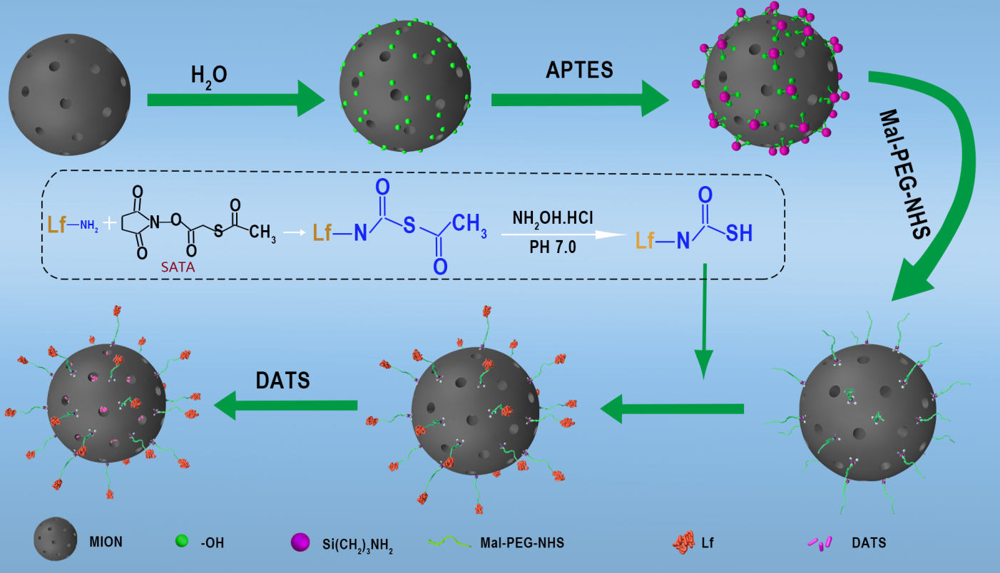 H₂O
APTES
Mal-PEG-NHS
O
O
O
O
O
Lf—NH₂ + N O S CH₃
Lf—N S CH₃
NH₂OH.HCl
Lf—N SH
PH 7.0
O
O
O
SATA
DATS
MION
-OH
Si(CH₂)₃NH₂
Mal-PEG-NHS
Lf
DATS